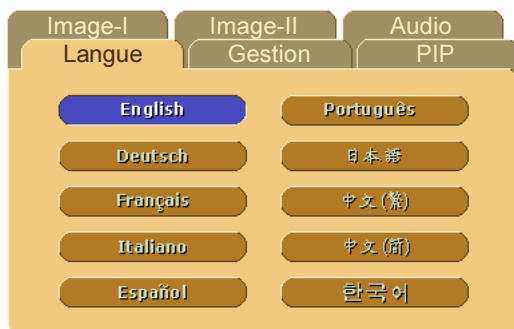 Image-I Image-II Audio
Langue Gestion PIP
English Português
Deutsch 日本語
Français 中文(繁)
Italiano 中文(简)
Español 한국어